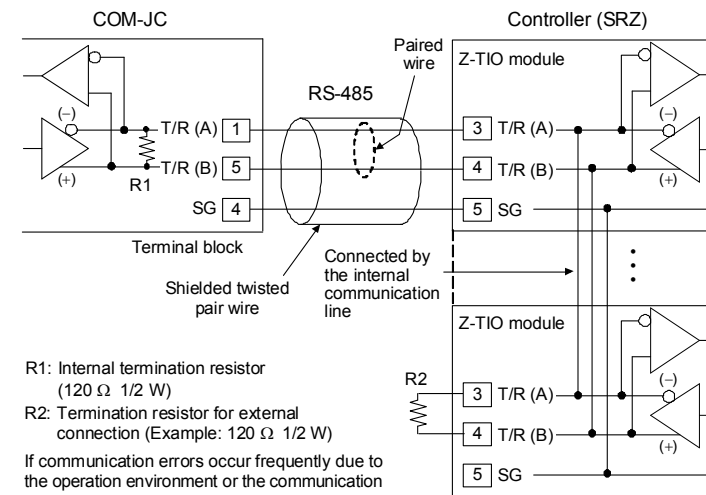 COM-JC
Controller (SRZ)
Paired
wire
Z-TIO module
RS-485
(–)
(+)
T/R (A) 1
T/R (B) 5
R1
SG 4
Terminal block
3 T/R (A)
4 T/R (B)
5 SG
(–)
(+)
Shielded twisted
pair wire
Connected by
the internal
communication
line
Z-TIO module
R2
3 T/R (A)
4 T/R (B)
5 SG
(–)
(+)
R1: Internal termination resistor
(120 Ω 1/2 W)
R2: Termination resistor for external
connection (Example: 120 Ω 1/2 W)
If communication errors occur frequently due to
the operation environment or the communication